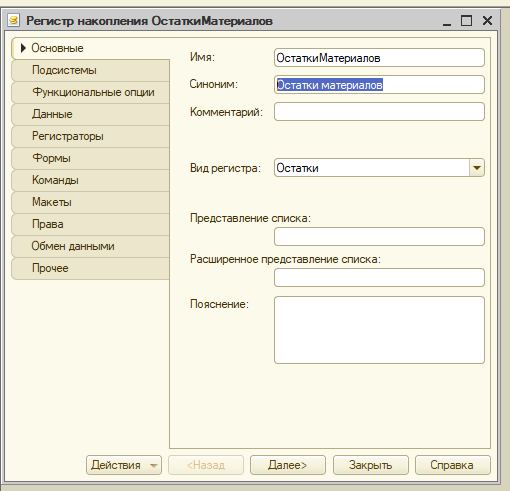 Регистр накопления ОстаткиМатериалов
Основные
Подсистемы
Функциональные опции
Данные
Регистраторы
Формы
Команды
Макеты
Права
Обмен данными
Прочее
Имя: ОстаткиМатериалов
Синоним: Остатки материалов
Комментарий:
Вид регистра: Остатки
Представление списка:
Расширенное представление списка:
Пояснение:
Действия <Назад Далее> Закрыть Справка